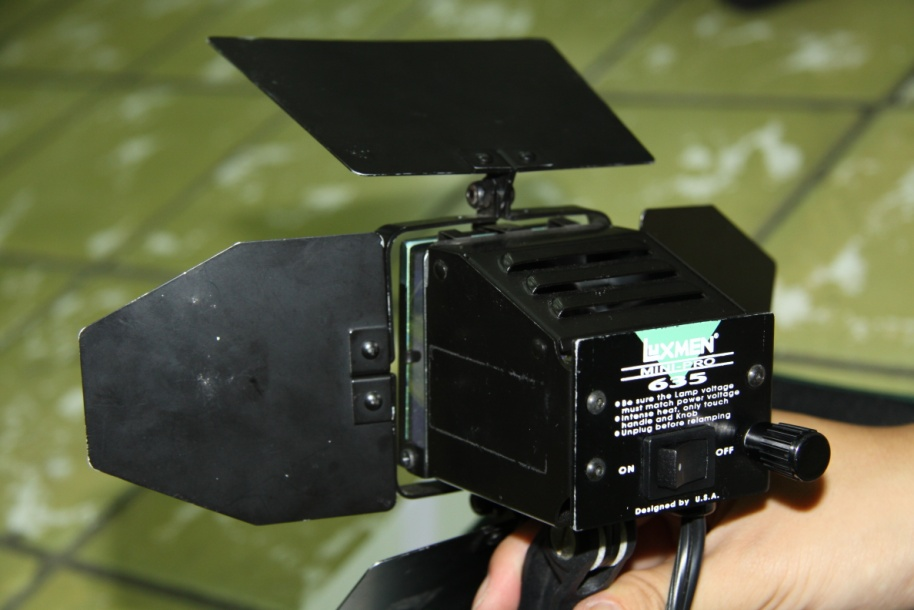 LUXMEN®
MINI-PRO
635
●Be sure the Lamp voltage
must match power voltage
●Intense heat, only touch
handle and Knob
●Unplug before relamping
ON OFF
Designed by U.S.A.